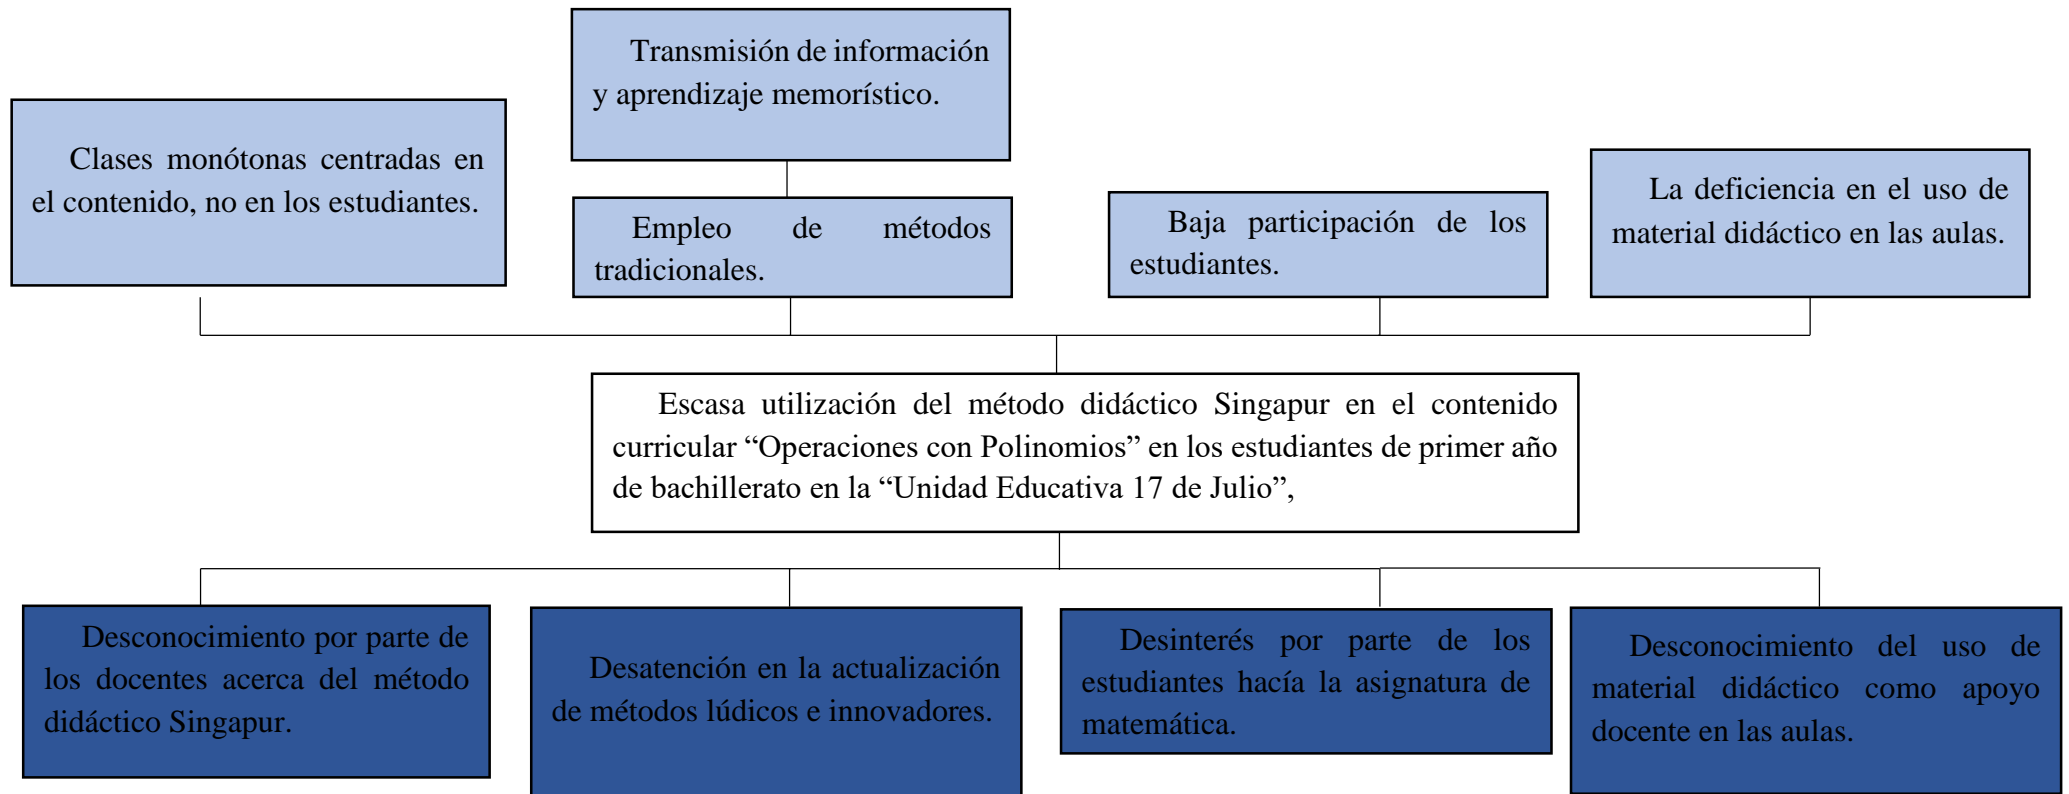 Transmisión de información
y aprendizaje memorístico.
Clases monótonas centradas en
el contenido, no en los estudiantes.
Empleo de métodos
tradicionales.
Baja participación de los
estudiantes.
La deficiencia en el uso de
material didáctico en las aulas.
Escasa utilización del método didáctico Singapur en el contenido
curricular “Operaciones con Polinomios” en los estudiantes de primer año
de bachillerato en la “Unidad Educativa 17 de Julio”,
Desconocimiento por parte de
los docentes acerca del método
didáctico Singapur.
Desatención en la actualización
de métodos lúdicos e innovadores.
Desinterés por parte de los
estudiantes hacía la asignatura de
matemática.
Desconocimiento del uso de
material didáctico como apoyo
docente en las aulas.